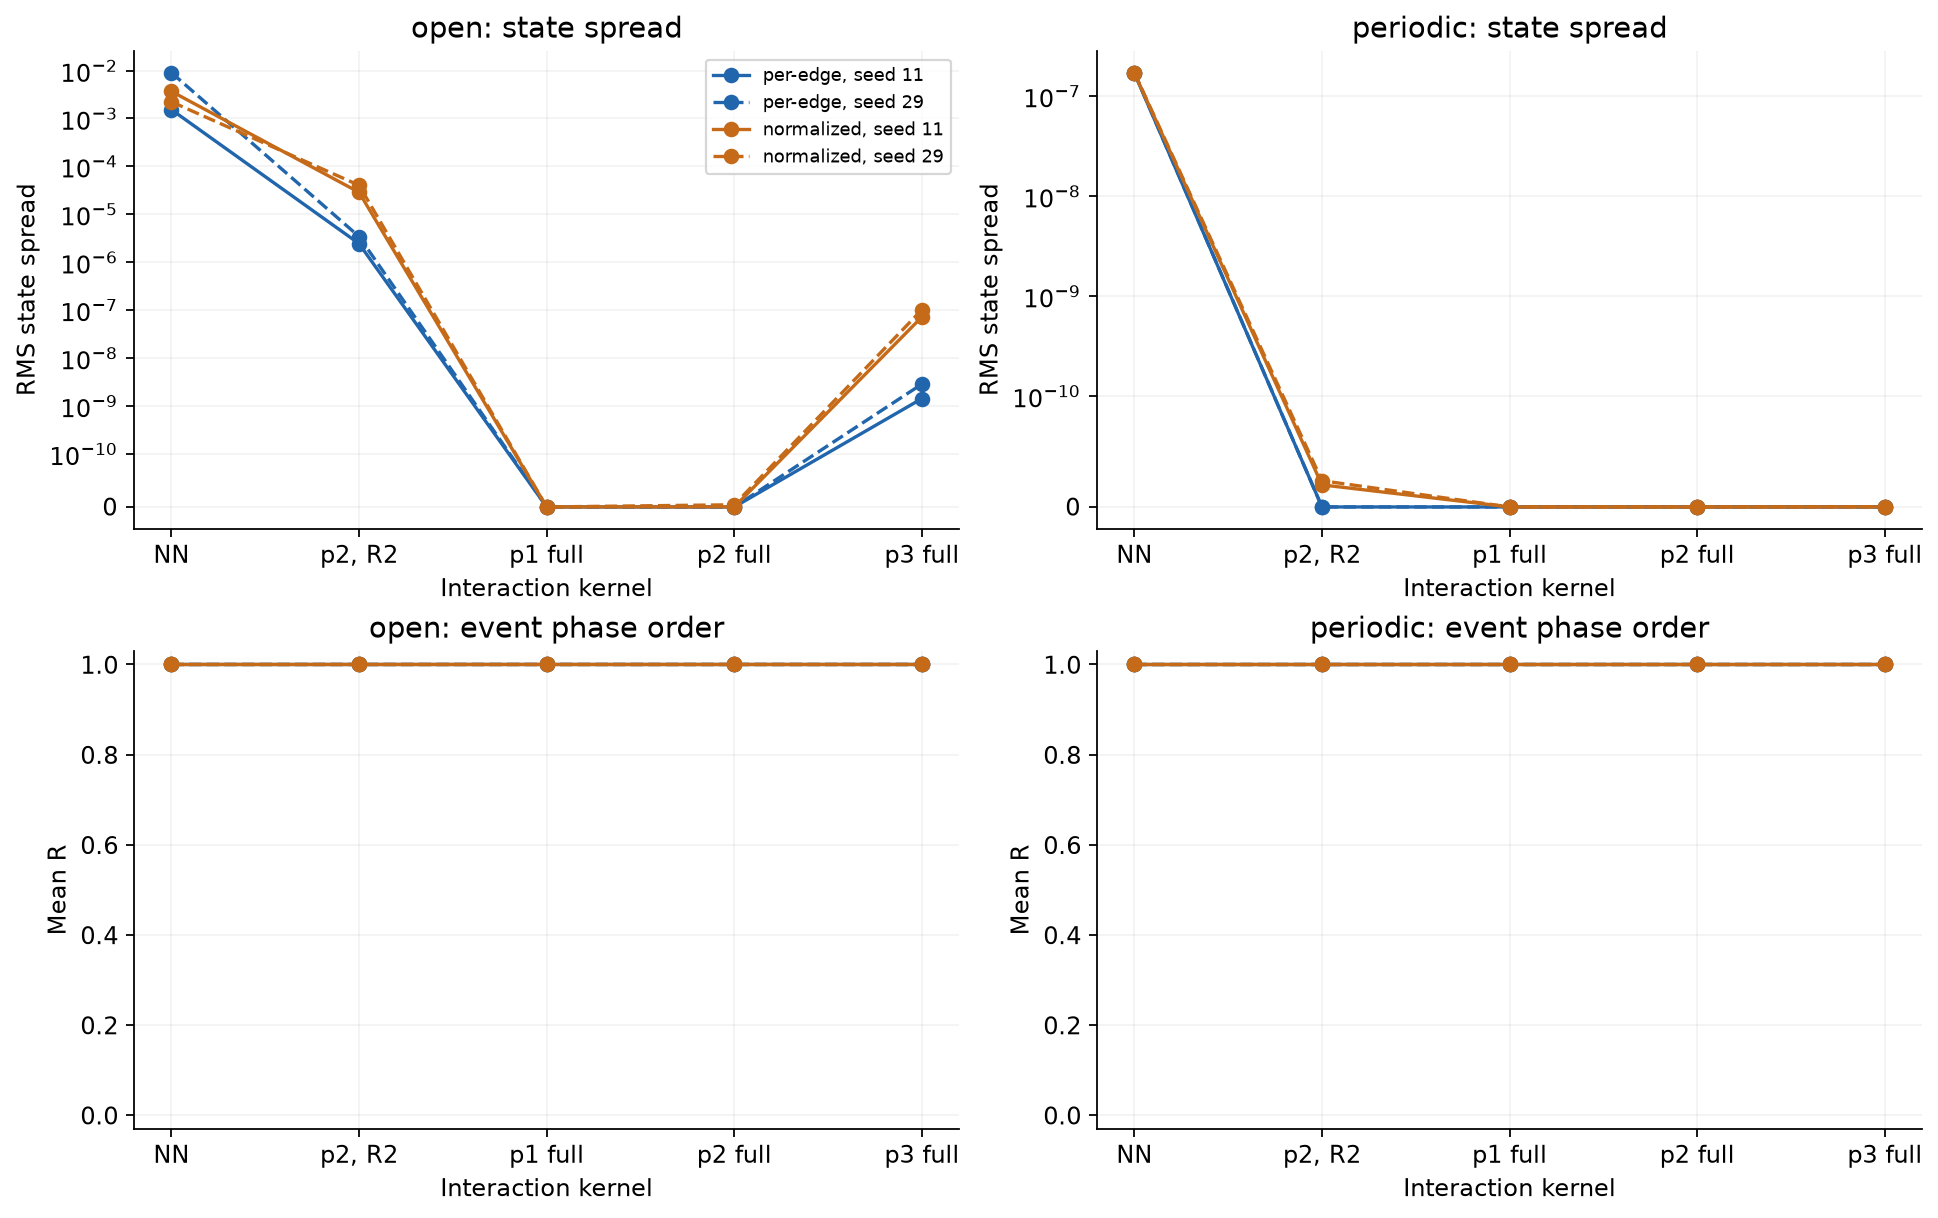 open: state spread
10⁻²
10⁻³
10⁻⁴
10⁻⁵
10⁻⁶
10⁻⁷
10⁻⁸
10⁻⁹
10⁻¹⁰
0
RMS state spread
per-edge, seed 11
per-edge, seed 29
normalized, seed 11
normalized, seed 29
NN p2, R2 p1 full p2 full p3 full
Interaction kernel
periodic: state spread
10⁻⁷
10⁻⁸
10⁻⁹
10⁻¹⁰
0
RMS state spread
NN p2, R2 p1 full p2 full p3 full
Interaction kernel
open: event phase order
1.0
0.8
0.6
0.4
0.2
0.0
Mean R
NN p2, R2 p1 full p2 full p3 full
Interaction kernel
periodic: event phase order
1.0
0.8
0.6
0.4
0.2
0.0
Mean R
NN p2, R2 p1 full p2 full p3 full
Interaction kernel